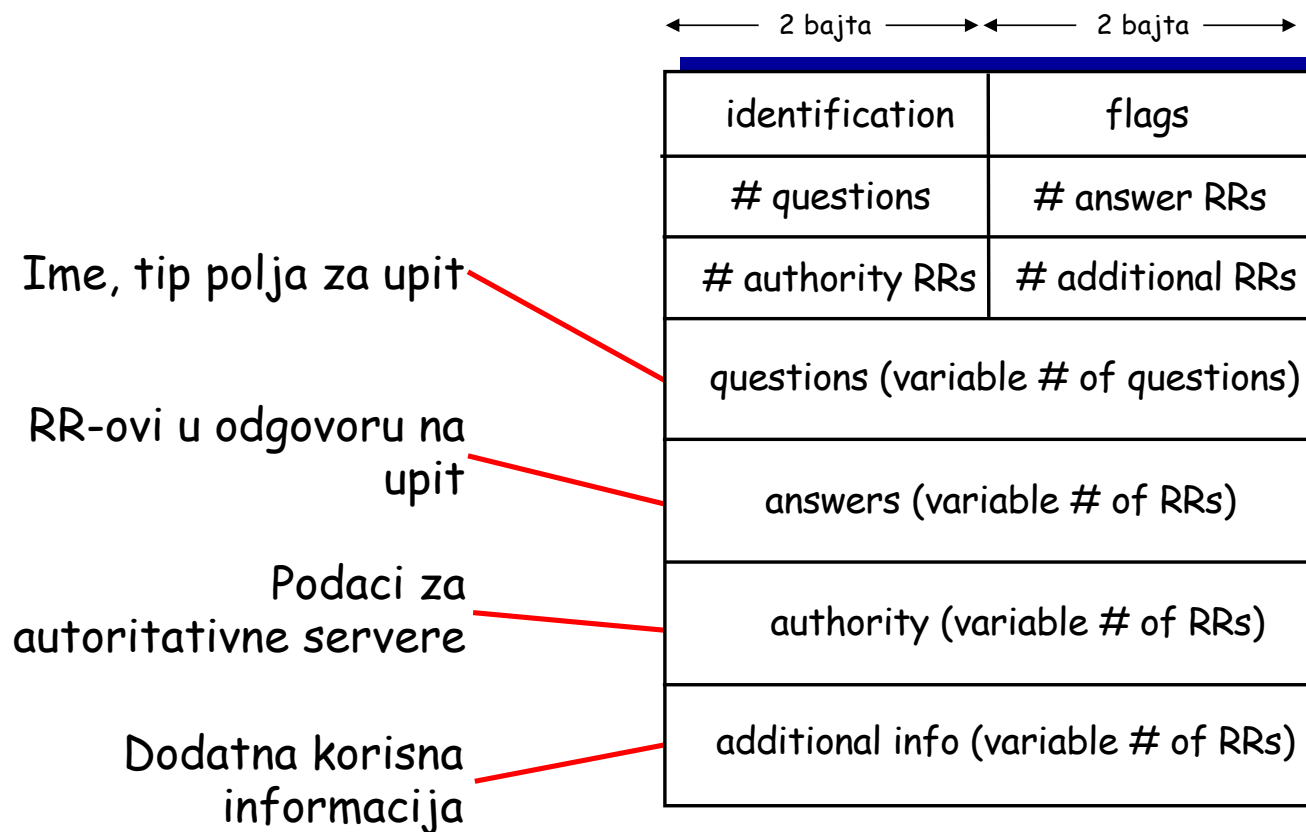 2 bajta 2 bajta
identification flags
# questions # answer RRs
# authority RRs # additional RRs
Ime, tip polja za upit
questions (variable # of questions)
RR-ovi u odgovoru na
upit
answers (variable # of RRs)
Podaci za
autoritativne servere
authority (variable # of RRs)
Dodatna korisna
informacija
additional info (variable # of RRs)